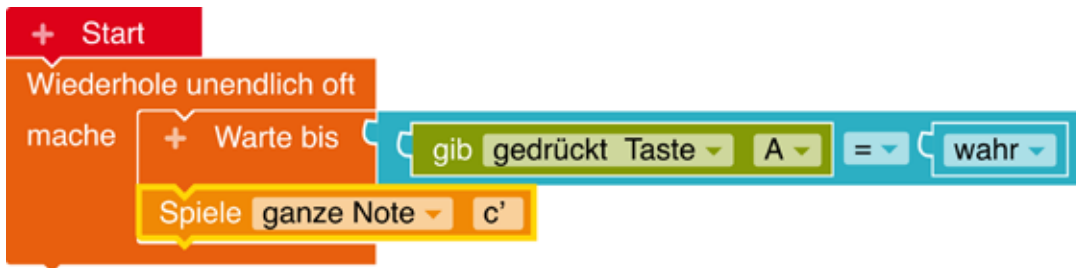 + Start
Wiederhole unendlich oft
mache + Warte bis gib gedrückt Taste A = wahr
Spiele ganze Note c’